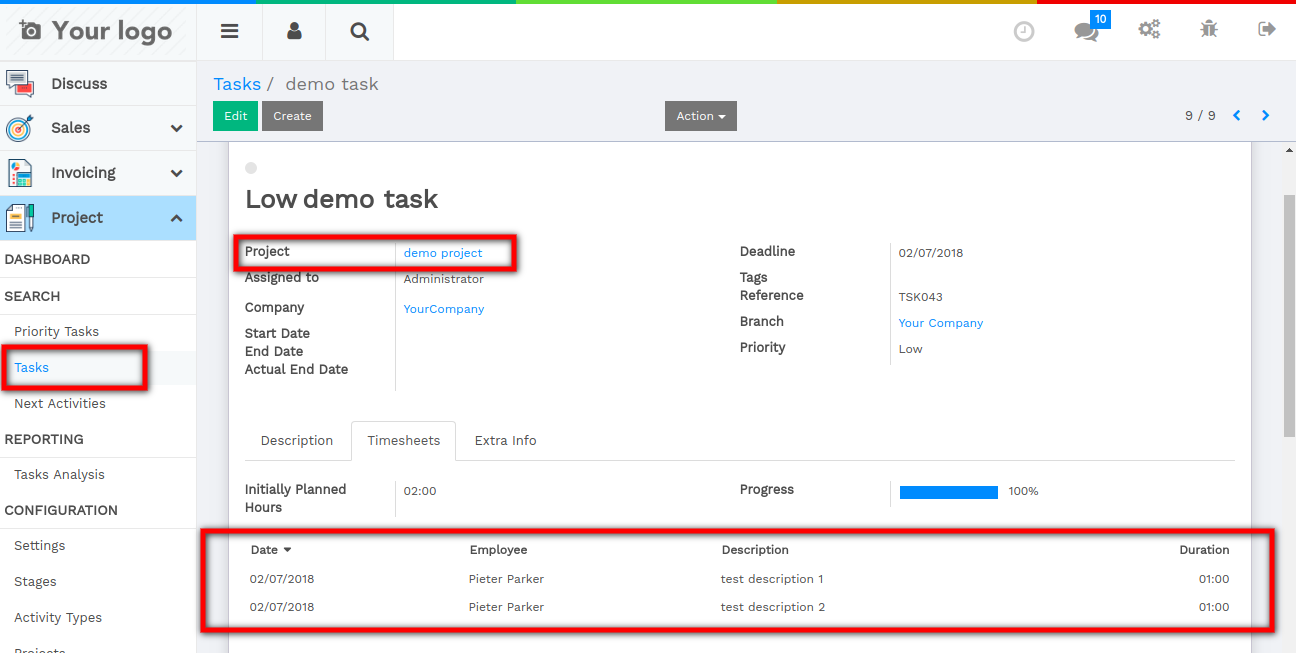 Your logo
10
Discuss
Sales
Invoicing
Project
DASHBOARD
SEARCH
Priority Tasks
Tasks
Next Activities
REPORTING
Tasks Analysis
CONFIGURATION
Settings
Stages
Activity Types
Projects
Tasks / demo task
Edit Create Action 9 / 9
Low demo task
Project demo project
Assigned to Administrator
Company YourCompany
Start Date
End Date
Actual End Date
Deadline 02/07/2018
Tags
Reference TSK043
Branch Your Company
Priority Low
Description Timesheets Extra Info
Initially Planned Hours 02:00
Progress 100%
Date Employee Description Duration
02/07/2018 Pieter Parker test description 1 01:00
02/07/2018 Pieter Parker test description 2 01:00